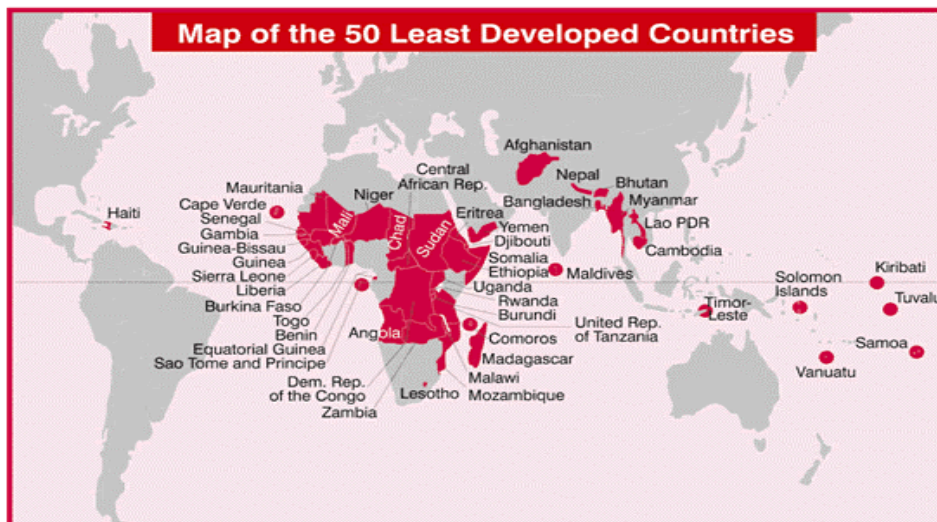 Map of the 50 Least Developed Countries
Afghanistan
Central
African Rep.
Nepal
Bhutan
Mauritania
Niger
Bangladesh
Myanmar
Cape Verde
Haiti
Mali
Chad
Sudan
Eritrea
Senegal
Yemen
Lao PDR
Gambia
Djibouti
Cambodia
Guinea-Bissau
Somalia
Guinea
Ethiopia
Maldives
Sierra Leone
Uganda
Solomon
Islands
Kiribati
Liberia
Rwanda
Timor-
Leste
Tuvalu
Burkina Faso
Burundi
Togo
United Rep.
of Tanzania
Benin
Angola
Comoros
Samoa
Equatorial Guinea
Madagascar
Sao Tome and Principe
Vanuatu
Dem. Rep.
of the Congo
Malawi
Lesotho
Mozambique
Zambia